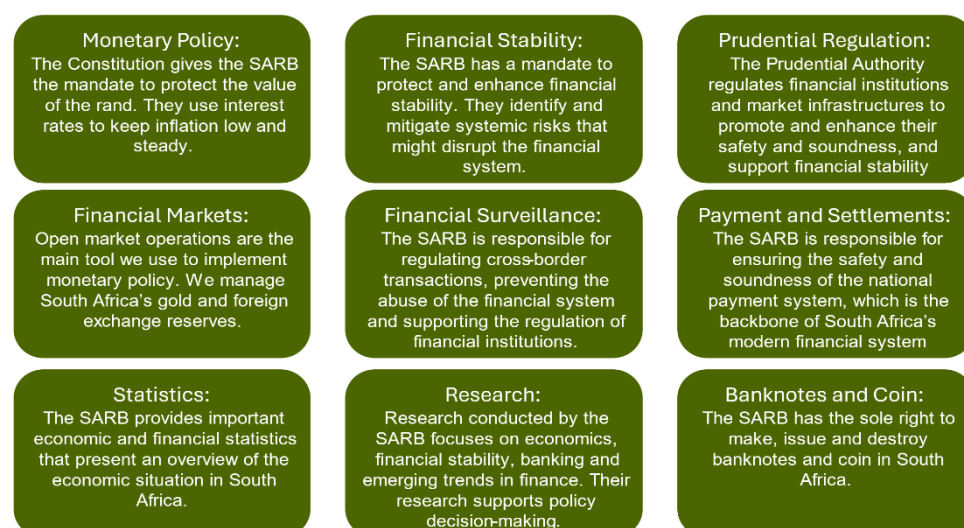 Monetary Policy:
The Constitution gives the SARB
the mandate to protect the value
of the rand. They use interest
rates to keep inflation low and
steady.
Financial Stability:
The SARB has a mandate to
protect and enhance financial
stability. They identify and
mitigate systemic risks that
might disrupt the financial
system.
Prudential Regulation:
The Prudential Authority
regulates financial institutions
and market infrastructures to
promote and enhance their
safety and soundness, and
support financial stability
Financial Markets:
Open market operations are the
main tool we use to implement
monetary policy. We manage
South Africa's gold and foreign
exchange reserves.
Financial Surveillance:
The SARB is responsible for
regulating cross-border
transactions, preventing the
abuse of the financial system
and supporting the regulation of
financial institutions.
Payment and Settlements:
The SARB is responsible for
ensuring the safety and
soundness of the national
payment system, which is the
backbone of South Africa's
modern financial system
Statistics:
The SARB provides important
economic and financial statistics
that present an overview of the
economic situation in South
Africa.
Research:
Research conducted by the
SARB focuses on economics,
financial stability, banking and
emerging trends in finance. Their
research supports policy
decision-making.
Banknotes and Coin:
The SARB has the sole right to
make, issue and destroy
banknotes and coin in South
Africa.